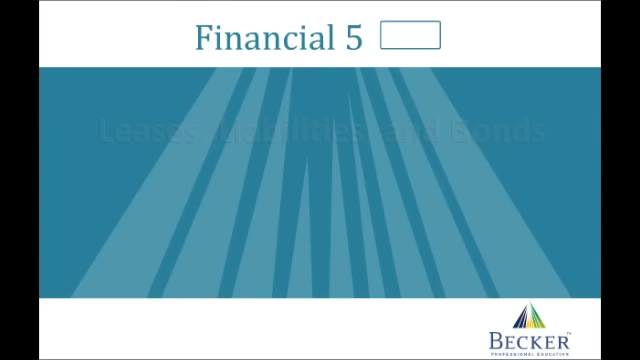 Financial 5
Leases, Liabilities, and Bonds
BECKER
PROFESSIONAL EDUCATION